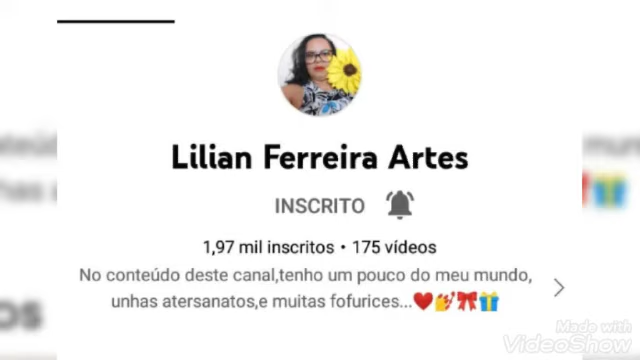 Lilian Ferreira Artes
INSCRITO
1,97 mil inscritos • 175 vídeos
No conteúdo deste canal,tenho um pouco do meu mundo,
unhas atersanatos,e muitas fofurices...❤️💅🎀🎁
Made with
VideoShow